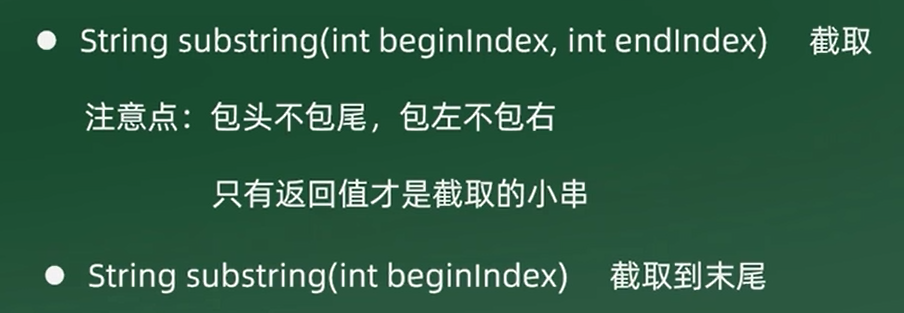 ● String substring(int beginIndex, int endIndex) 截取
注意点：包头不包尾，包左不包右
只有返回值才是截取的小串
● String substring(int beginIndex) 截取到末尾